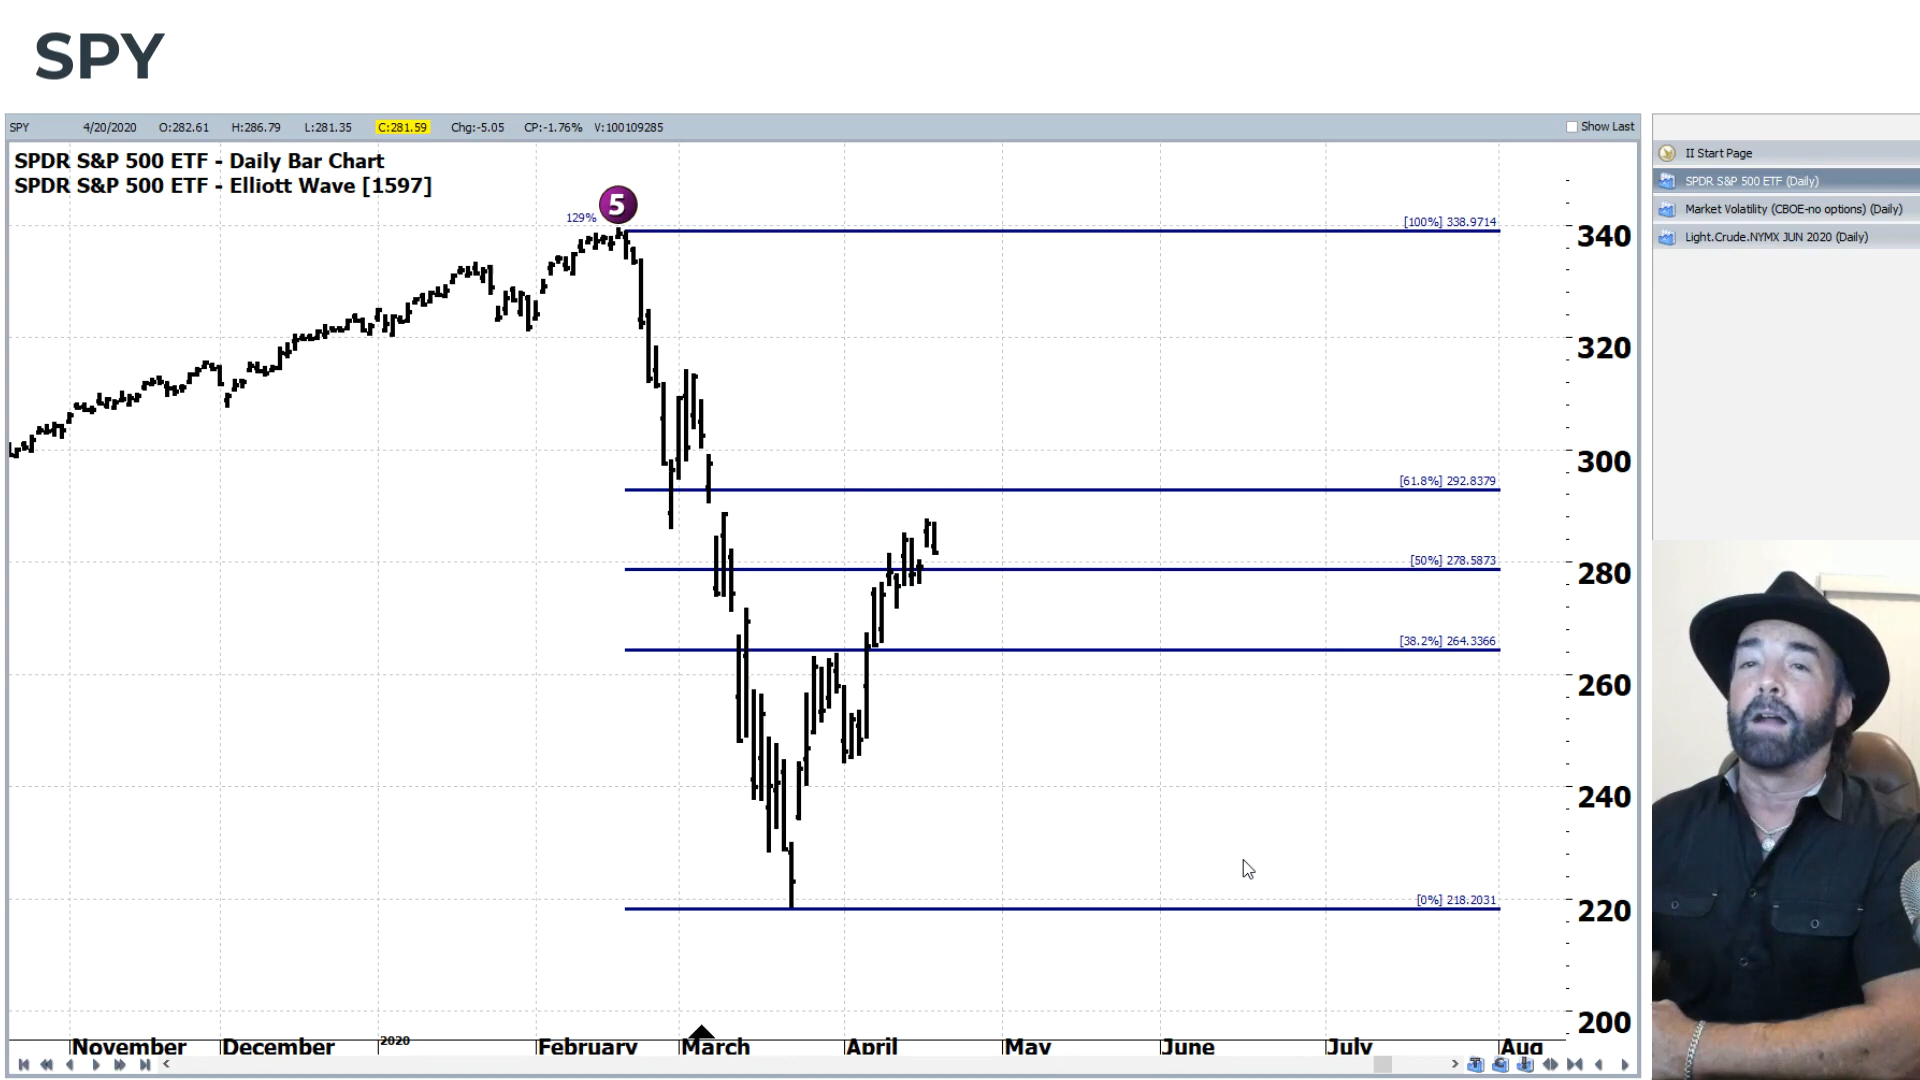 SPY
SPY 4/20/2020 O:282.61 H:286.79 L:281.35 C:281.59 Chg:-5.05 CP:-1.76% V:100109285 Show Last
SPDR S&P 500 ETF - Daily Bar Chart
SPDR S&P 500 ETF - Elliott Wave [1597]
129% 5
[100%] 338.9714
340
320
300
[61.8%] 292.8379
[50%] 278.5873
280
[38.2%] 264.3366
260
240
[0%] 218.2031
220
200
November December 2020 February March April May June July Aug
II Start Page
SPDR S&P 500 ETF (Daily)
Market Volatility (CBOE-no options) (Daily)
Light.Crude.NYMX JUN 2020 (Daily)